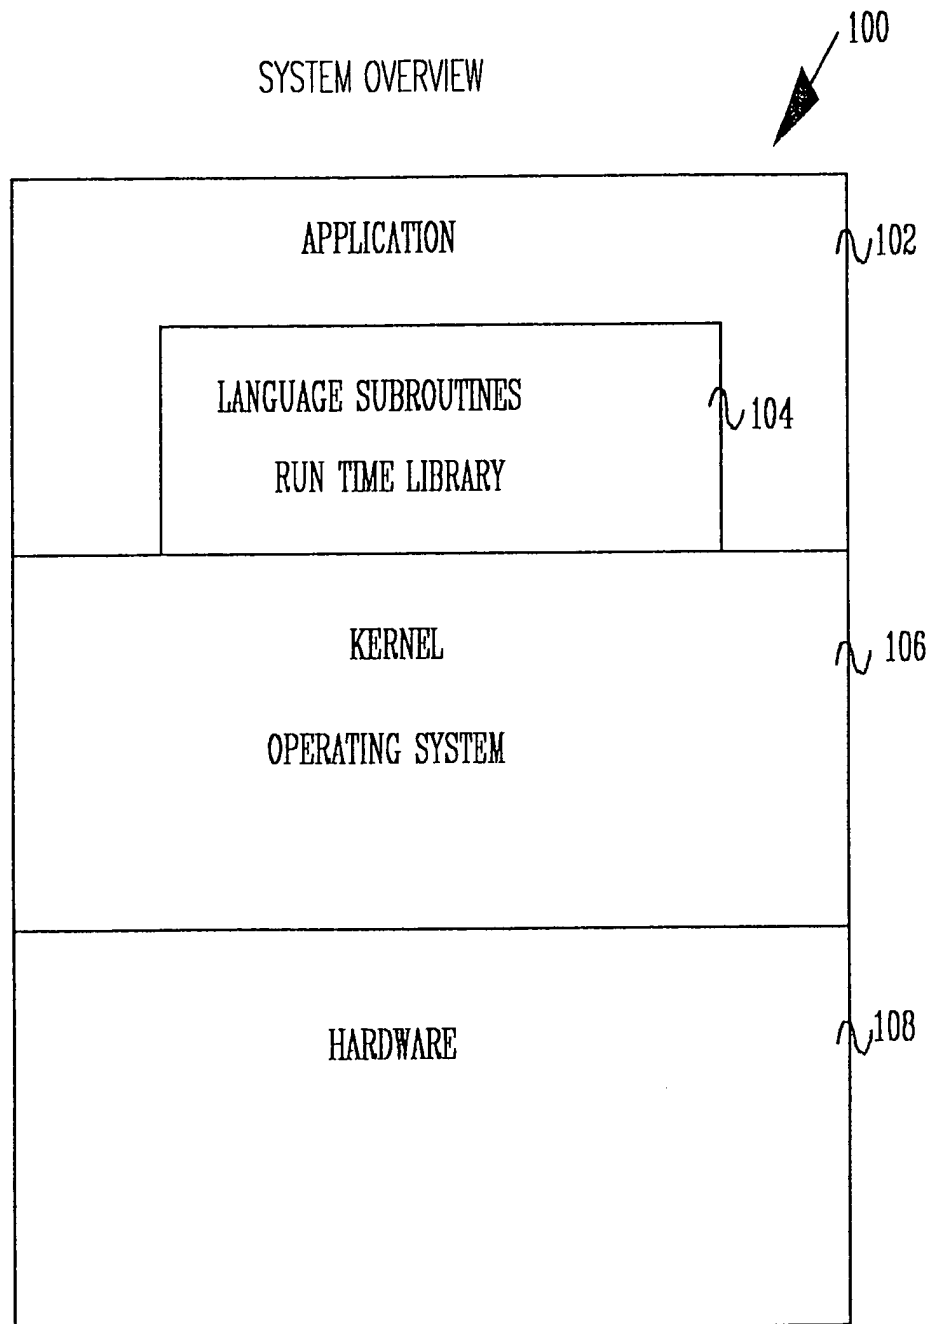 100
SYSTEM OVERVIEW
APPLICATION
102
LANGUAGE SUBROUTINES
104
RUN TIME LIBRARY
KERNEL
106
OPERATING SYSTEM
HARDWARE
108